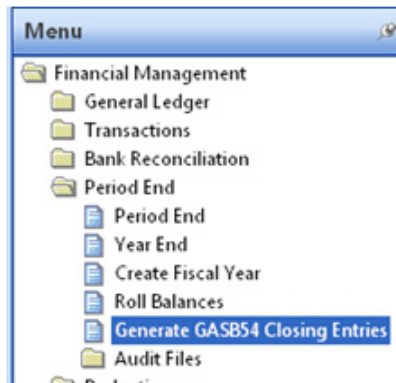 Menu
Financial Management
General Ledger
Transactions
Bank Reconciliation
Period End
Period End
Year End
Create Fiscal Year
Roll Balances
Generate GASB54 Closing Entries
Audit Files